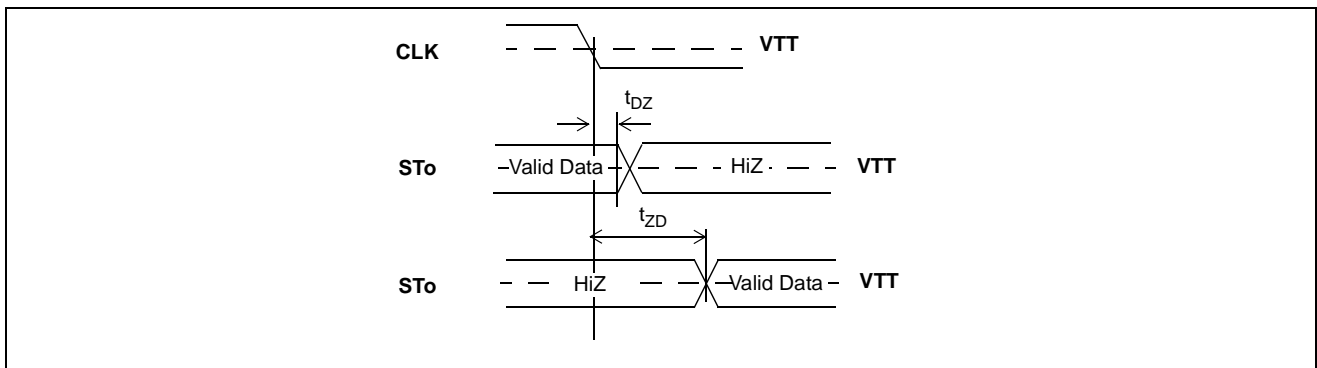 CLK VTT
tDZ
STo Valid Data HiZ VTT
tZD
STo HiZ Valid Data VTT